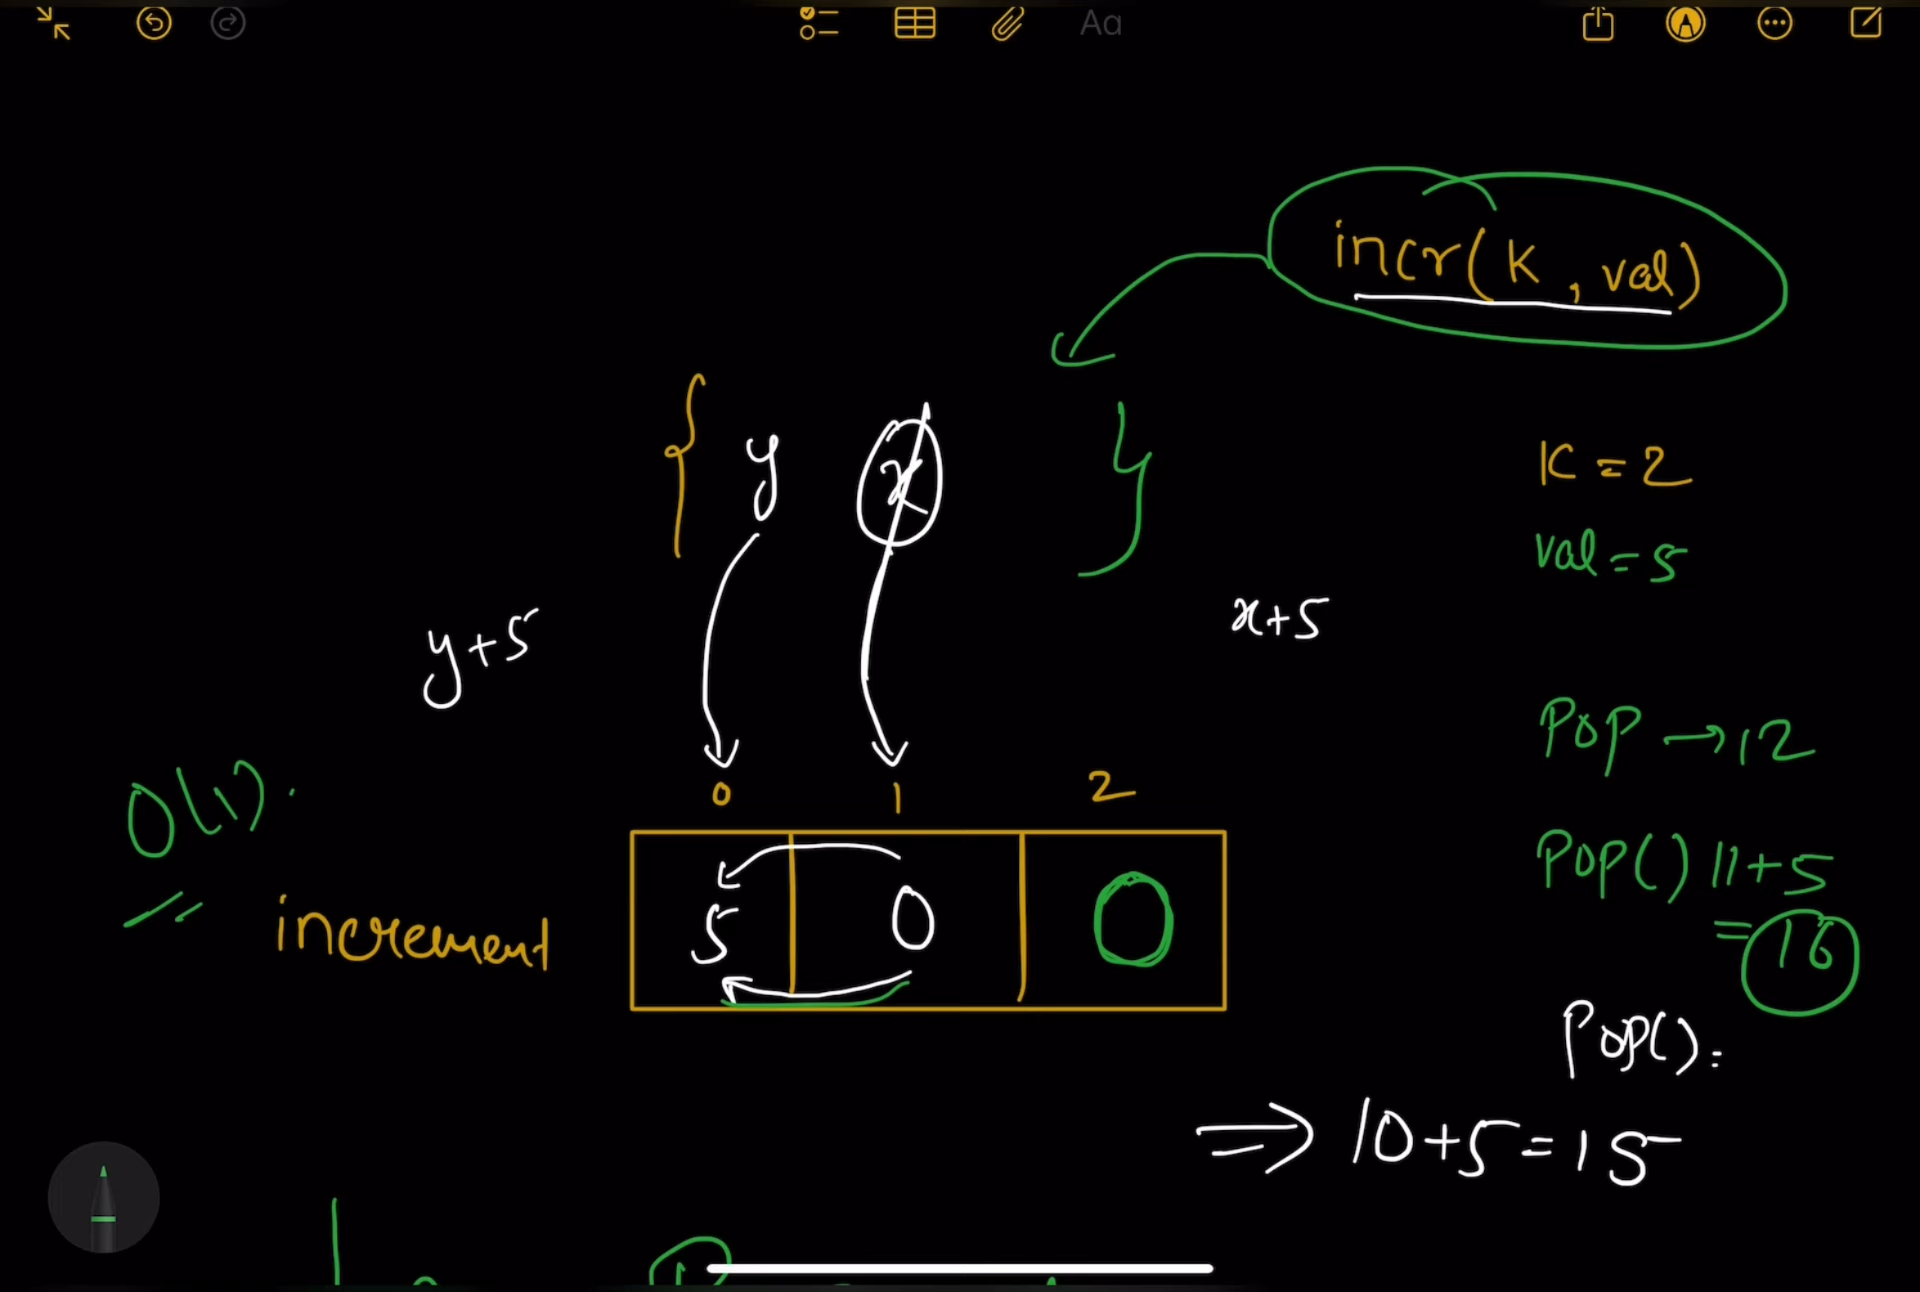 Aa
incr(K, val)
{ y x }
K = 2
val = 5
y+5
x+5
POP → 12
O(1).
0 1 2
POP() 11+5
= 16
increment 5 0 0
POP():
⇒ 10+5=15